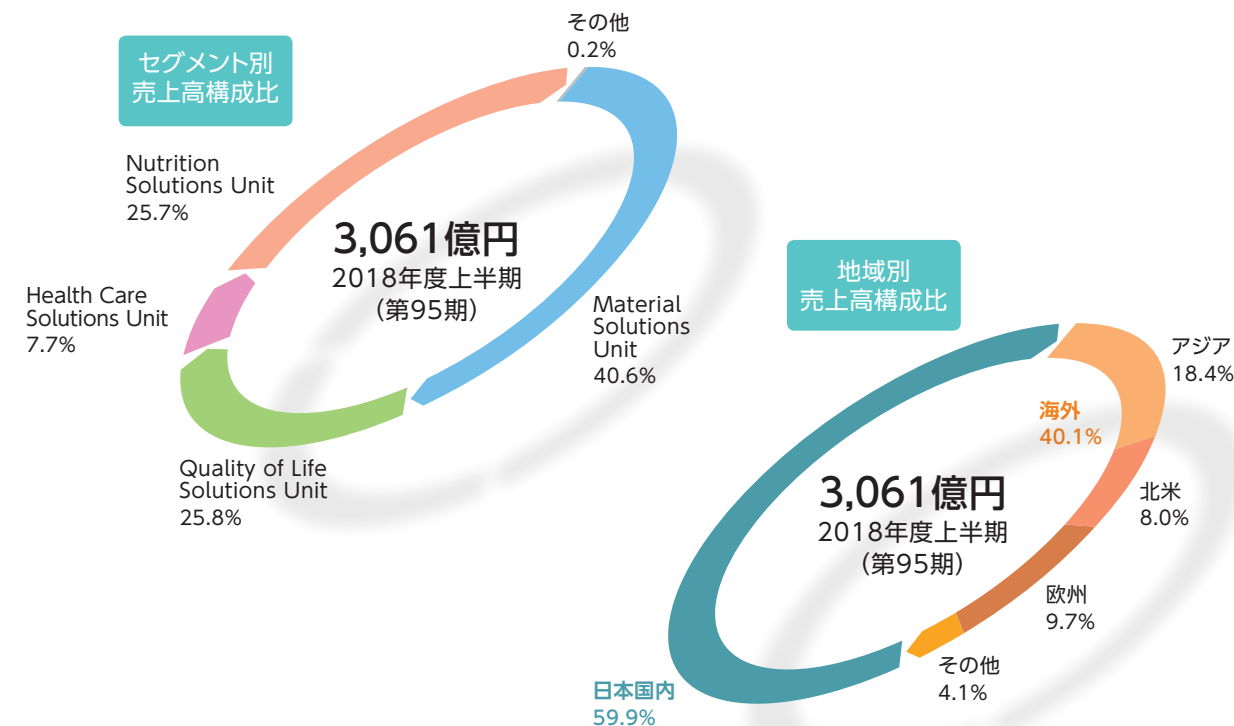 セグメント別
売上高構成比
その他
0.2%
Nutrition
Solutions Unit
25.7%
Health Care
Solutions Unit
7.7%
3,061億円
2018年度上半期
(第95期)
Material
Solutions
Unit
40.6%
Quality of Life
Solutions Unit
25.8%
地域別
売上高構成比
アジア
18.4%
海外
40.1%
北米
8.0%
3,061億円
2018年度上半期
(第95期)
欧州
9.7%
その他
4.1%
日本国内
59.9%